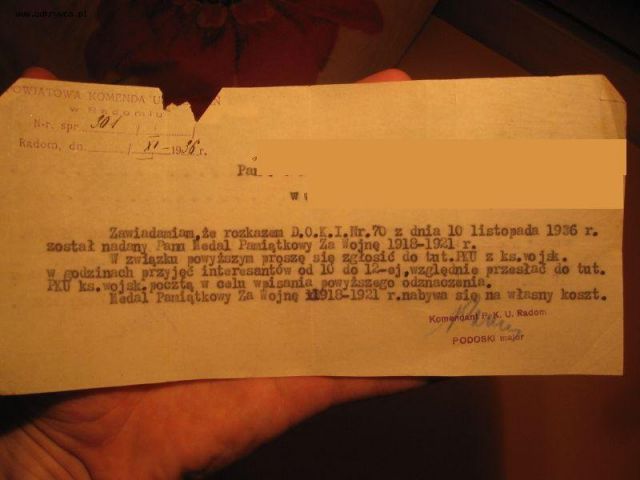 www.odkrywca.pl
OWIATOWA KOMENDA U
w Radomiu
Nr. spr. 301
Radom, dn. XI 1936 r.
Pan
w
Zawiadamiam, że rozkazem D.O.K.I.Nr.70 z dnia 10 listopada 1936 r.
został nadany Panu Medal Pamiątkowy Za Wojnę 1918-1921 r.
W związku powyższym proszę się zgłosić do tut.PKU z ks.wojsk.
w godzinach przyjęć interesantów od 10 do 12-ej, względnie przesłać do tut.
PKU ks.wojsk.pocztą w celu wpisania powyższego odznaczenia.
Medal Pamiątkowy Za Wojnę 1918-1921 r.nabywa się na własny koszt.
Komendant P. K. U. Radom
PODOSKI major